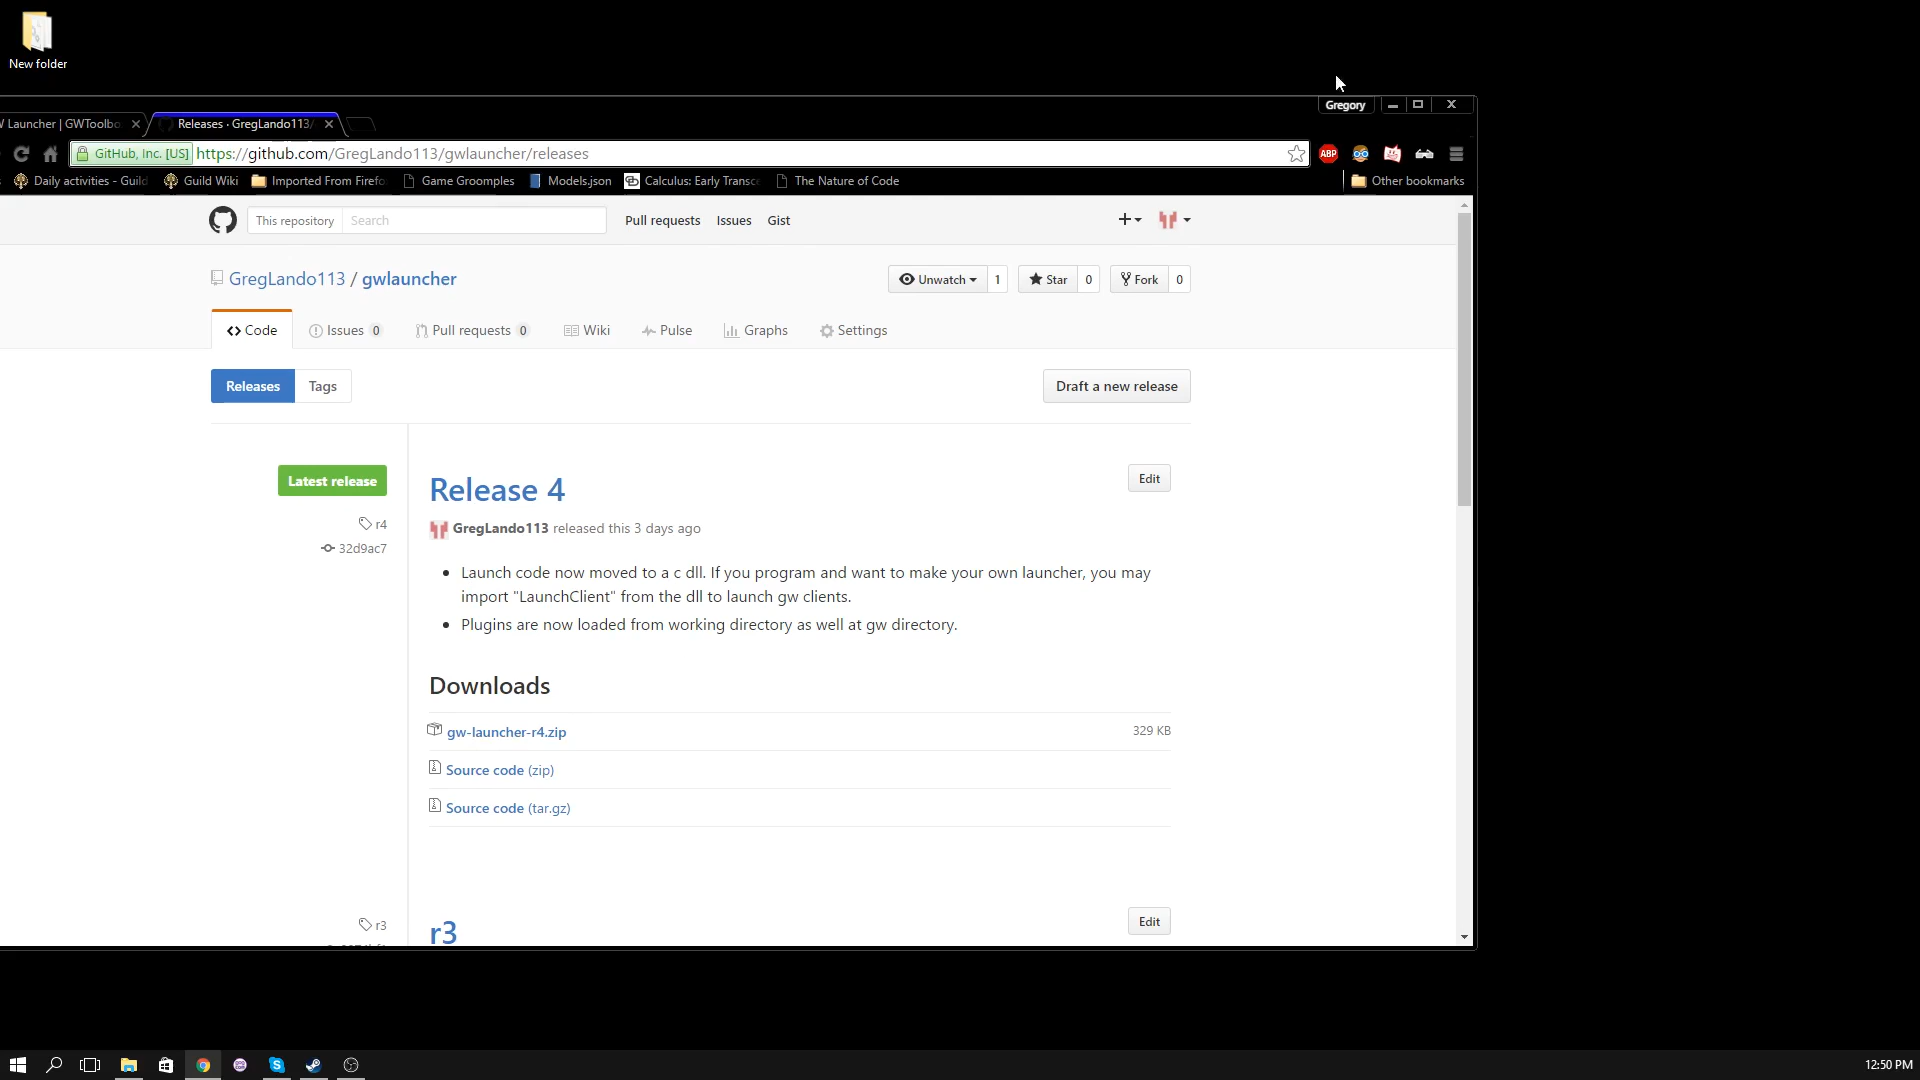 New folder
Gregory
W Launcher | GWToolbo
Releases · GregLando113/
GitHub, Inc. [US] https://github.com/GregLando113/gwlauncher/releases
ABP
Daily activities - Guild
Guild Wiki
Imported From Firefo
Game Groomples
Models.json
Calculus: Early Transce
The Nature of Code
Other bookmarks
This repository Search
Pull requests Issues Gist
GregLando113 / gwlauncher
Unwatch 1 Star 0 Fork 0
Code Issues 0 Pull requests 0 Wiki Pulse Graphs Settings
Releases Tags
Draft a new release
Latest release
r4
32d9ac7
Release 4
Edit
GregLando113 released this 3 days ago
Launch code now moved to a c dll. If you program and want to make your own launcher, you may
import "LaunchClient" from the dll to launch gw clients.
Plugins are now loaded from working directory as well at gw directory.
Downloads
gw-launcher-r4.zip 329 KB
Source code (zip)
Source code (tar.gz)
r3
r3
Edit
12:50 PM